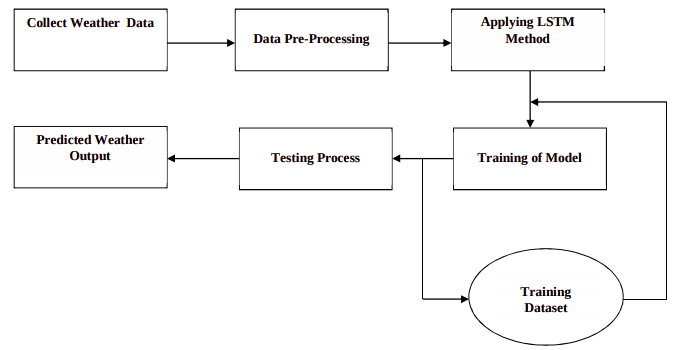 Collect Weather Data
Data Pre-Processing
Applying LSTM
Method
Predicted Weather
Output
Testing Process
Training of Model
Training
Dataset